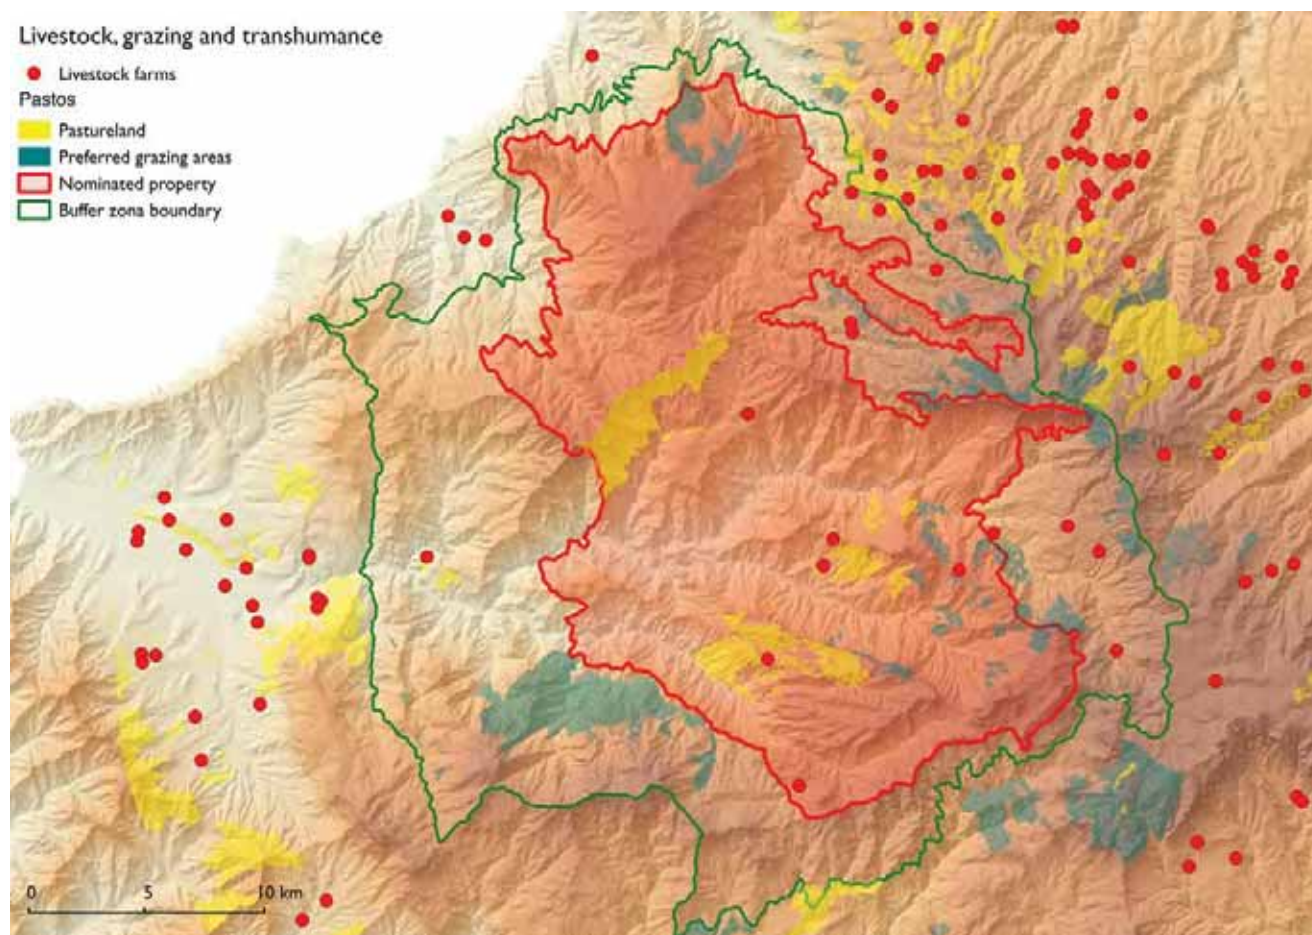 Livestock, grazing and transhumance
Livestock farms
Pastos
Pastureland
Preferred grazing areas
Nominated property
Buffer zona boundary
0 5 10 km